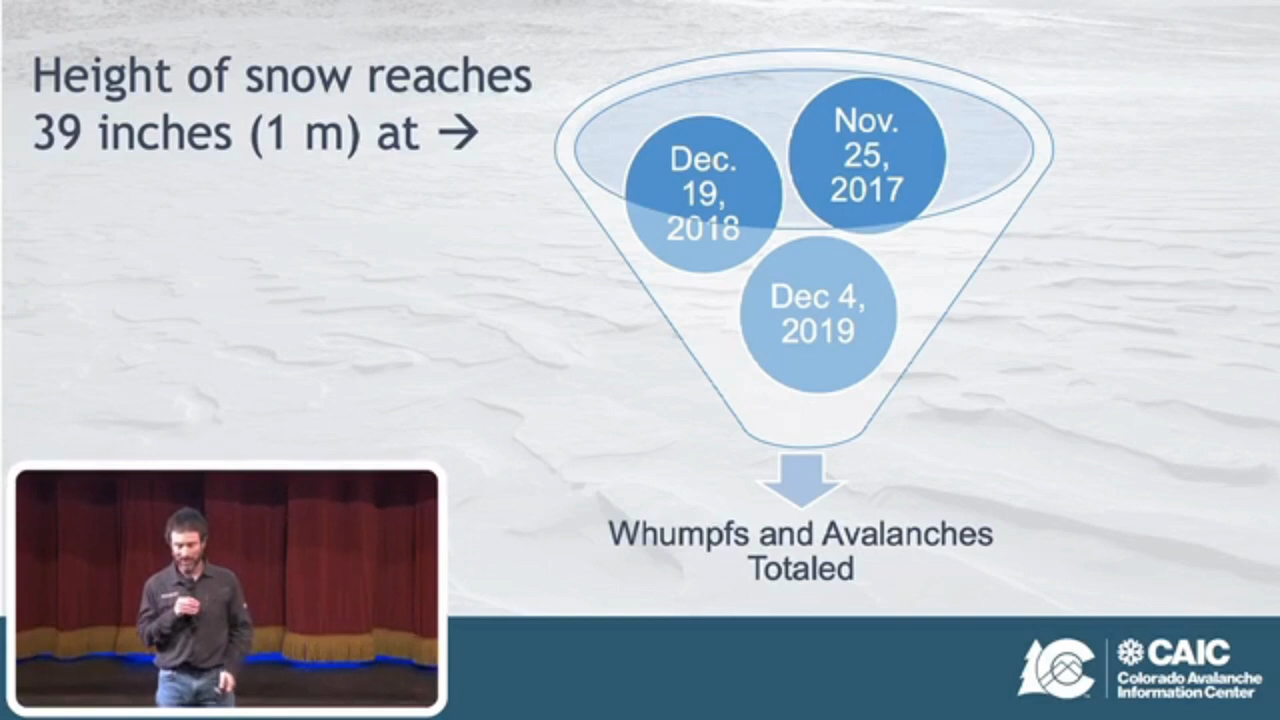 Height of snow reaches
39 inches (1 m) at →
Nov.
25,
2017
Dec.
19,
2018
Dec 4,
2019
Whumpfs and Avalanches
Totaled
CAIC
Colorado Avalanche
Information Center